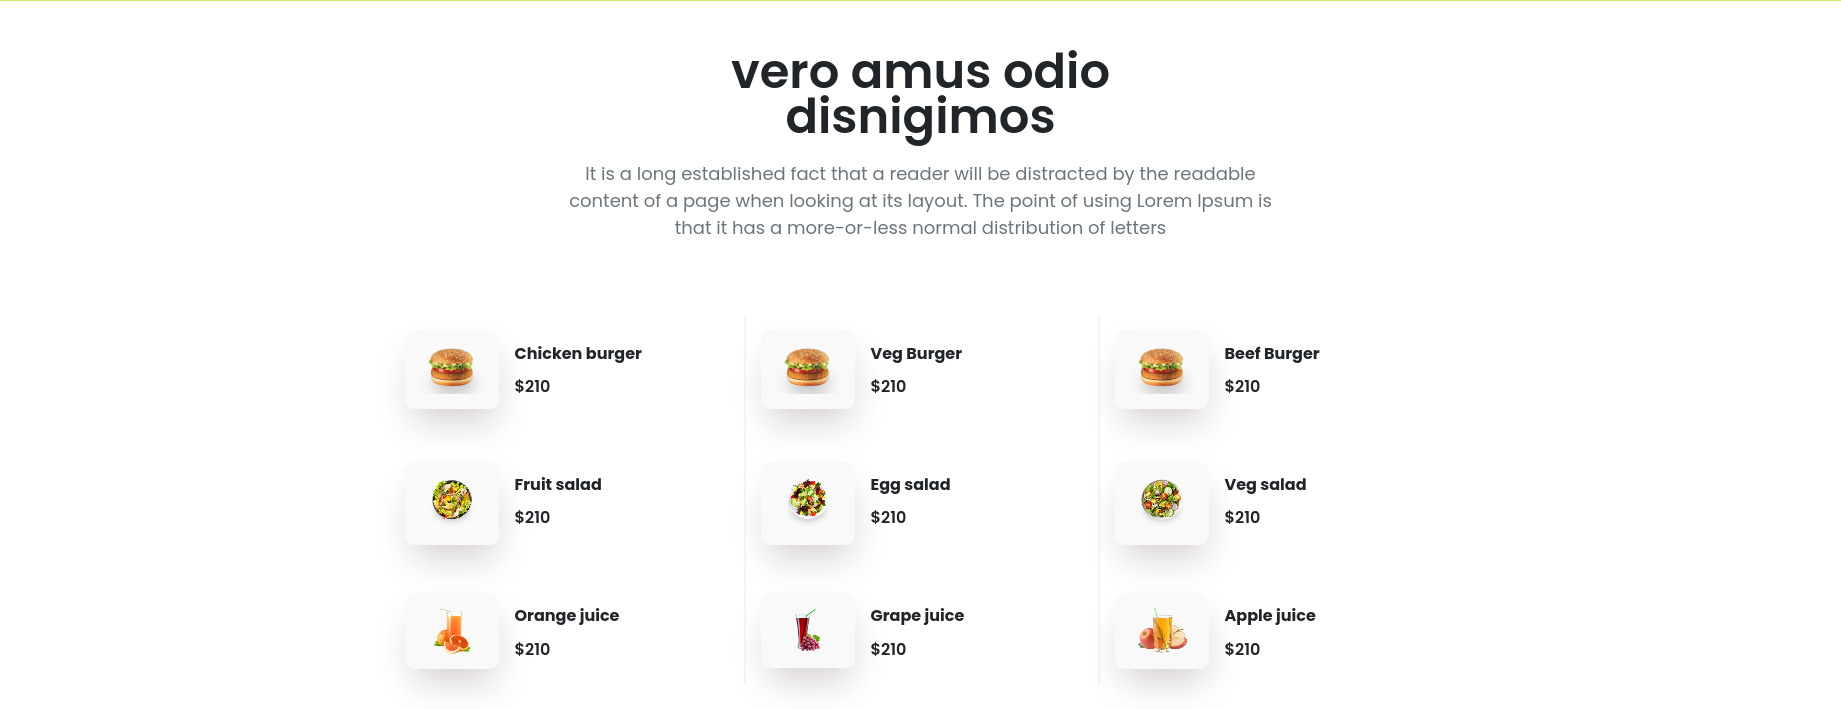 vero amus odio
disnigimos
It is a long established fact that a reader will be distracted by the readable
content of a page when looking at its layout. The point of using Lorem Ipsum is
that it has a more-or-less normal distribution of letters
Chicken burger
$210
Veg Burger
$210
Beef Burger
$210
Fruit salad
$210
Egg salad
$210
Veg salad
$210
Orange juice
$210
Grape juice
$210
Apple juice
$210